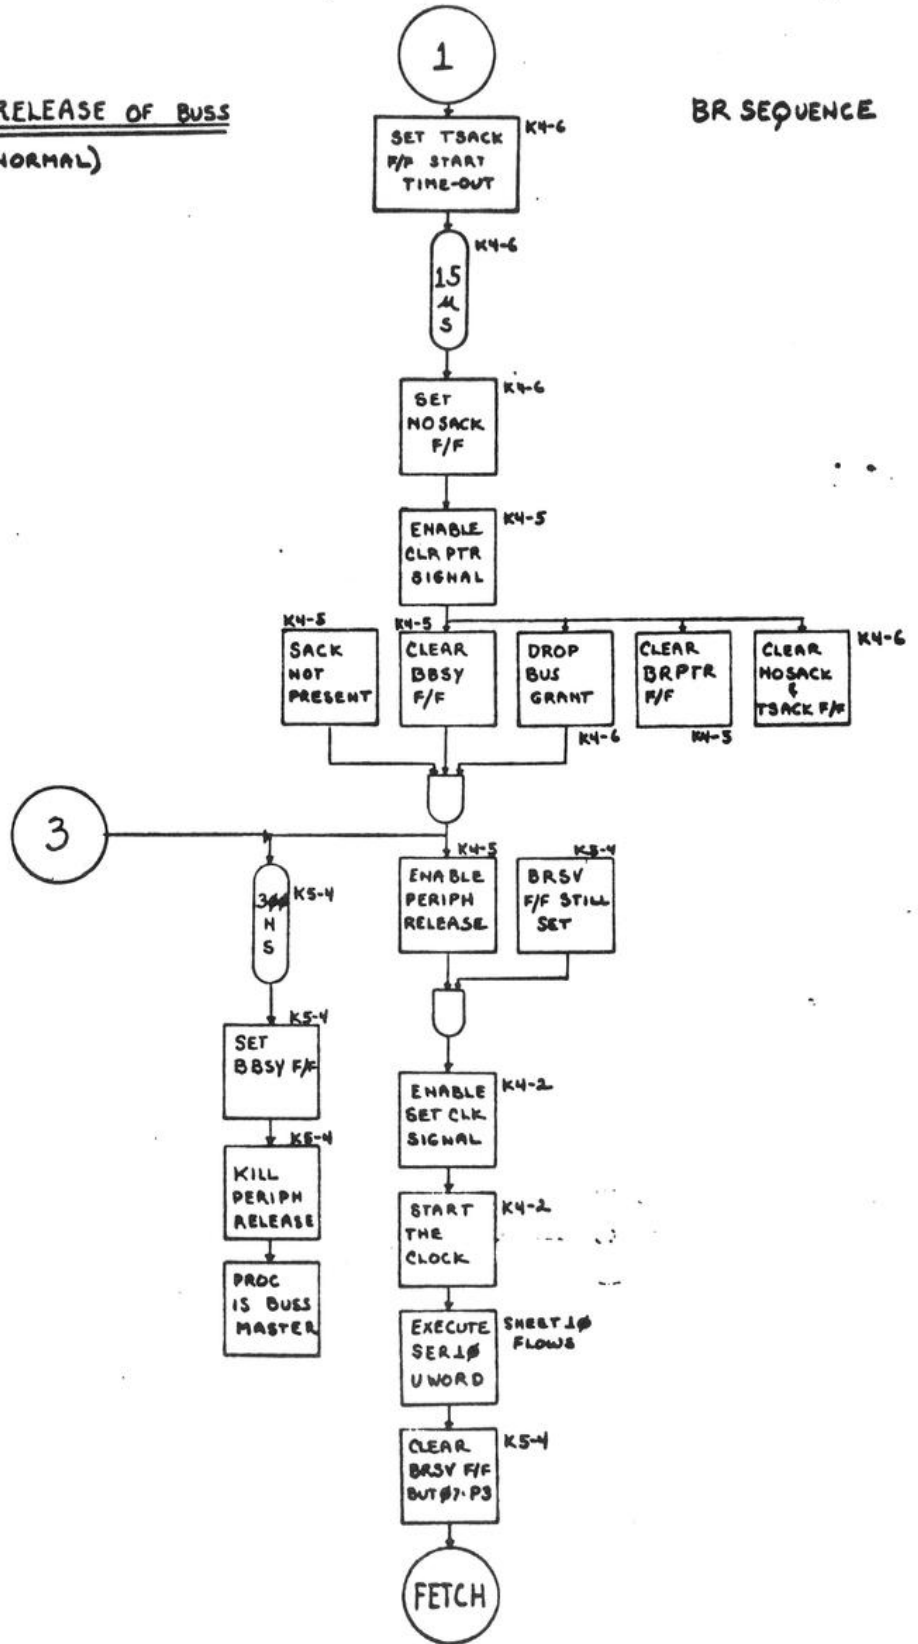 1
RELEASE OF BUSS
NORMAL)
BR SEQUENCE
K4-6
SET TSACK
F/F START
TIME-OUT
K4-6
15
µ
S
K4-6
SET
NOSACK
F/F
K4-5
ENABLE
CLR PTR
SIGNAL
K4-5
SACK
NOT
PRESENT
K4-5
CLEAR
BBSY
F/F
DROP
BUS
GRANT
K4-6
CLEAR
BRPTR
F/F
K4-5
CLEAR
NOSACK
&
TSACK F/F
K4-6
3
3ØØ
N
S
K5-4
K4-5
ENABLE
PERIPH
RELEASE
K5-4
BRSV
F/F STILL
SET
K5-4
SET
BBSY F/F
K5-4
KILL
PERIPH
RELEASE
PROC
IS BUSS
MASTER
K4-2
ENABLE
SET CLK
SIGNAL
K4-2
START
THE
CLOCK
EXECUTE
SER1Ø
U WORD
SHEET 1Ø
FLOWS
K5-4
CLEAR
BRSV F/F
BUT Ø7·P3
FETCH